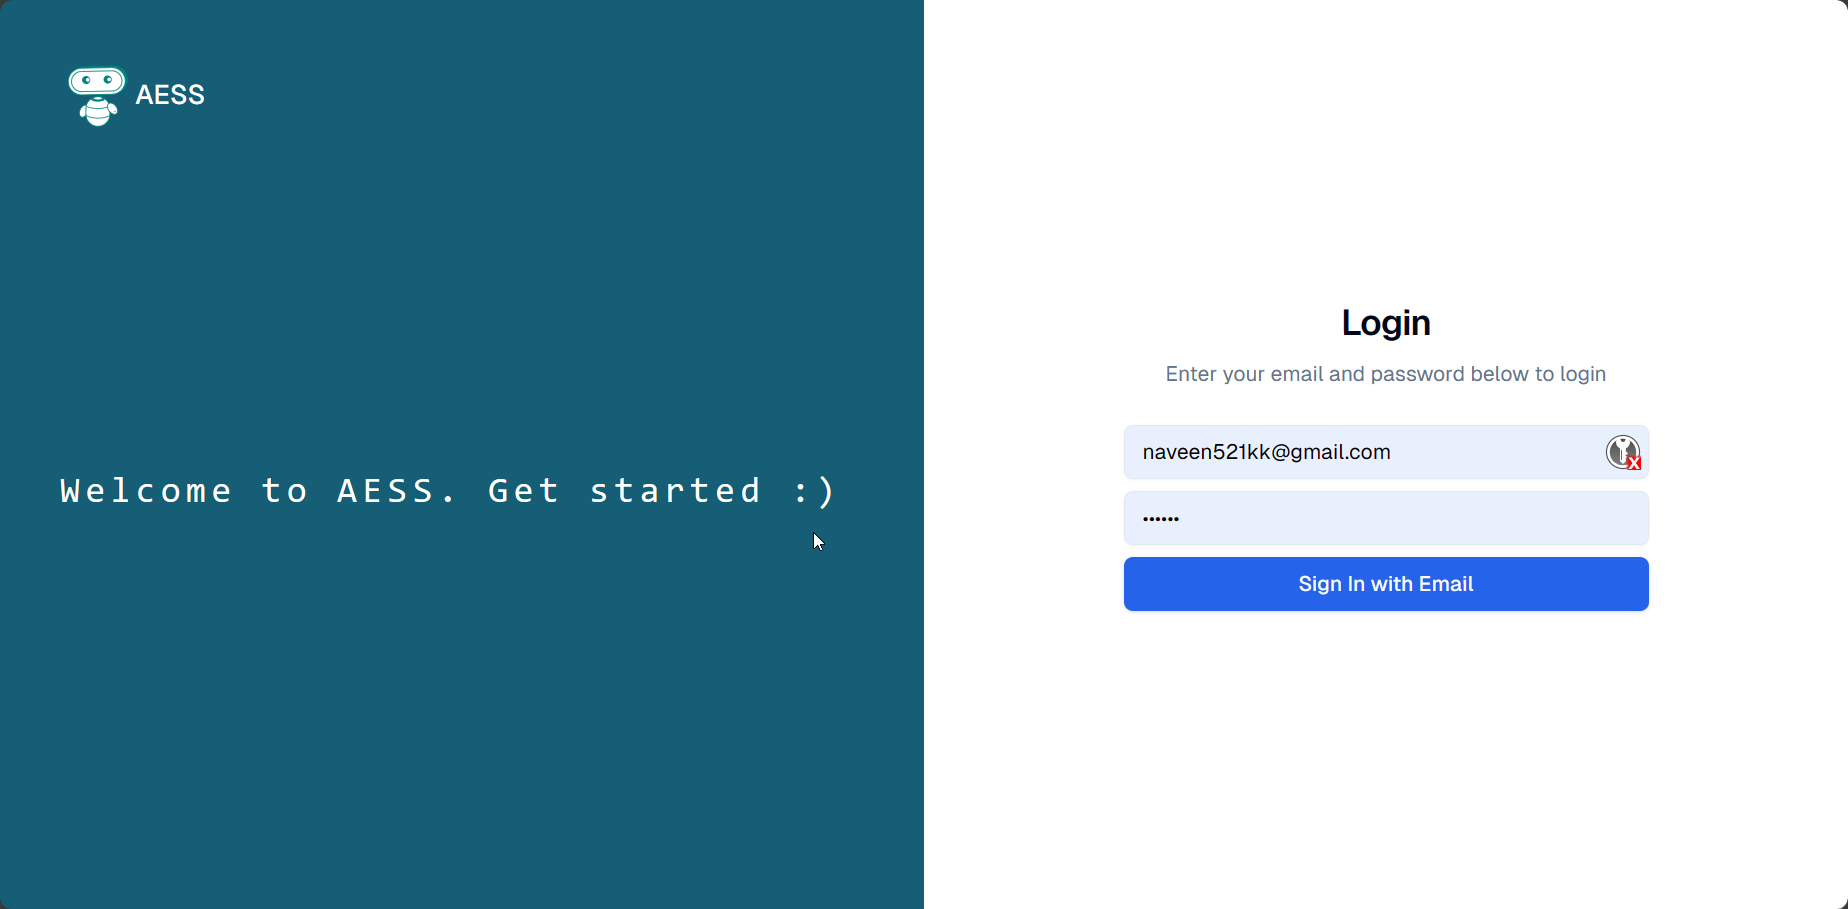 AESS
Welcome to AESS. Get started :)
Login
Enter your email and password below to login
naveen521kk@gmail.com
••••••
Sign In with Email